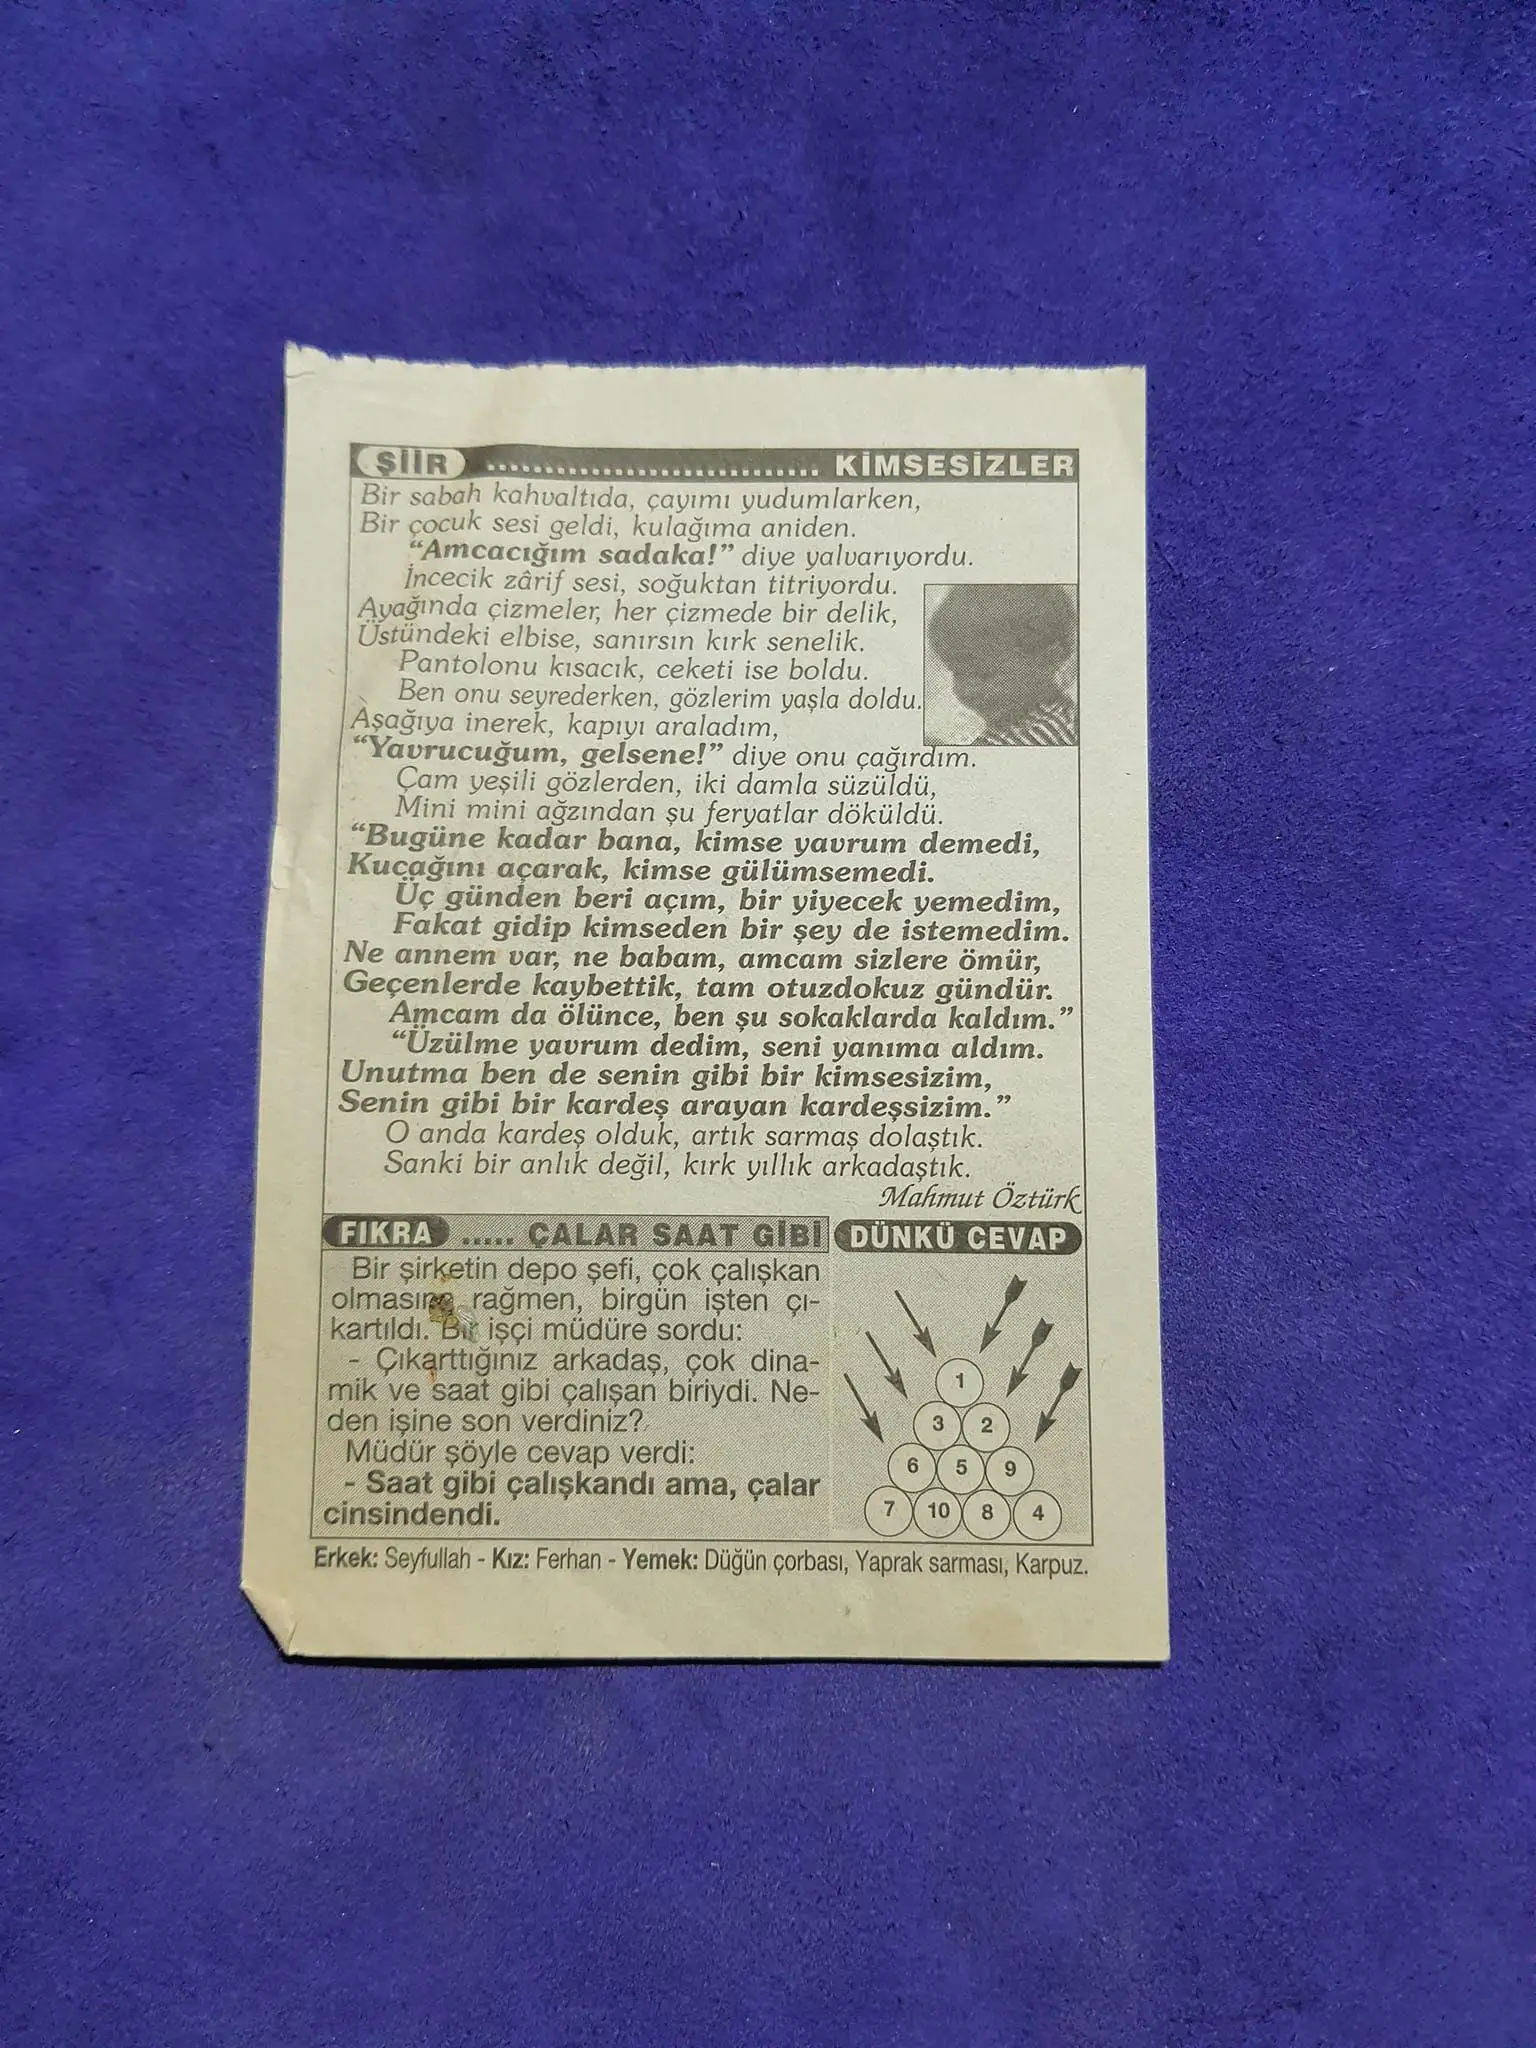 ŞİİR ............................ KİMSESİZLER
Bir sabah kahvaltıda, çayımı yudumlarken,
Bir çocuk sesi geldi, kulağıma aniden.
“Amcacığım sadaka!” diye yalvarıyordu.
İncecik zârif sesi, soğuktan titriyordu.
Ayağında çizmeler, her çizmede bir delik,
Üstündeki elbise, sanırsın kırk senelik.
Pantolonu kısacık, ceketi ise boldu.
Ben onu seyrederken, gözlerim yaşla doldu.
Aşağıya inerek, kapıyı araladım,
“Yavrucuğum, gelsene!” diye onu çağırdım.
Çam yeşili gözlerden, iki damla süzüldü,
Mini mini ağzından şu feryatlar döküldü.
“Bugüne kadar bana, kimse yavrum demedi,
Kucağını açarak, kimse gülümsemedi.
Üç günden beri açım, bir yiyecek yemedim,
Fakat gidip kimseden bir şey de istemedim.
Ne annem var, ne babam, amcam sizlere ömür,
Geçenlerde kaybettik, tam otuzdokuz gündür.
Amcam da ölünce, ben şu sokaklarda kaldım.”
“Üzülme yavrum dedim, seni yanıma aldım.
Unutma ben de senin gibi bir kimsesizim,
Senin gibi bir kardeş arayan kardeşsizim.”
O anda kardeş olduk, artık sarmaş dolaştık.
Sanki bir anlık değil, kırk yıllık arkadaştık.
Mahmut Öztürk
FIKRA ..... ÇALAR SAAT GİBİ
Bir şirketin depo şefi, çok çalışkan
olmasına rağmen, birgün işten çı-
kartıldı. Bir işçi müdüre sordu:
- Çıkarttığınız arkadaş, çok dina-
mik ve saat gibi çalışan biriydi. Ne-
den işine son verdiniz?
Müdür şöyle cevap verdi:
- Saat gibi çalışkandı ama, çalar
cinsindendi.
DÜNKÜ CEVAP
1
3 2
6 5 9
7 10 8 4
Erkek: Seyfullah - Kız: Ferhan - Yemek: Düğün çorbası, Yaprak sarması, Karpuz.